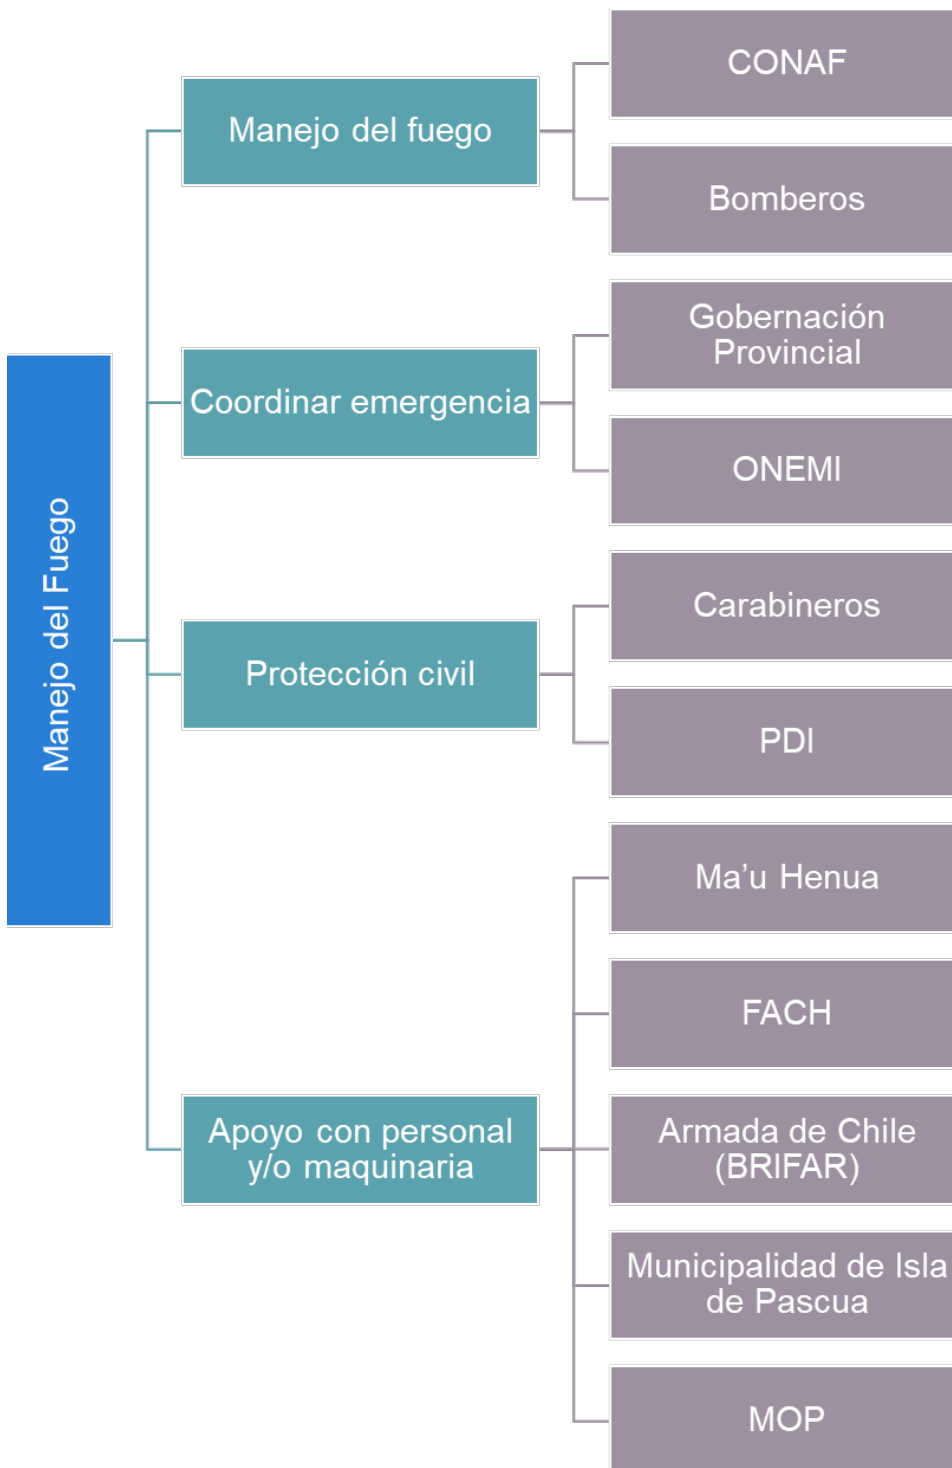 Manejo del Fuego
Manejo del fuego
CONAF
Bomberos
Coordinar emergencia
Gobernación
Provincial
ONEMI
Protección civil
Carabineros
PDI
Apoyo con personal
y/o maquinaria
Ma’u Henua
FACH
Armada de Chile
(BRIFAR)
Municipalidad de Isla
de Pascua
MOP